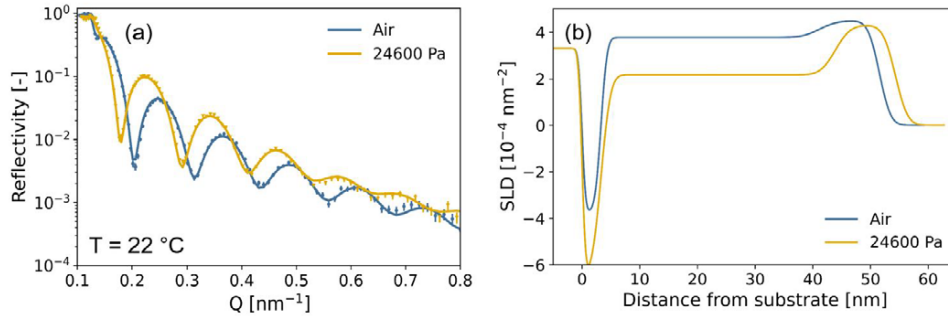 (a)
Air
24600 Pa
T = 22 °C
Reflectivity [-]
10⁰
10⁻¹
10⁻²
10⁻³
10⁻⁴
0.1 0.2 0.3 0.4 0.5 0.6 0.7 0.8
Q [nm⁻¹]
(b)
SLD [10⁻⁴ nm⁻²]
4
2
0
−2
−4
−6
Air
24600 Pa
0 10 20 30 40 50 60
Distance from substrate [nm]